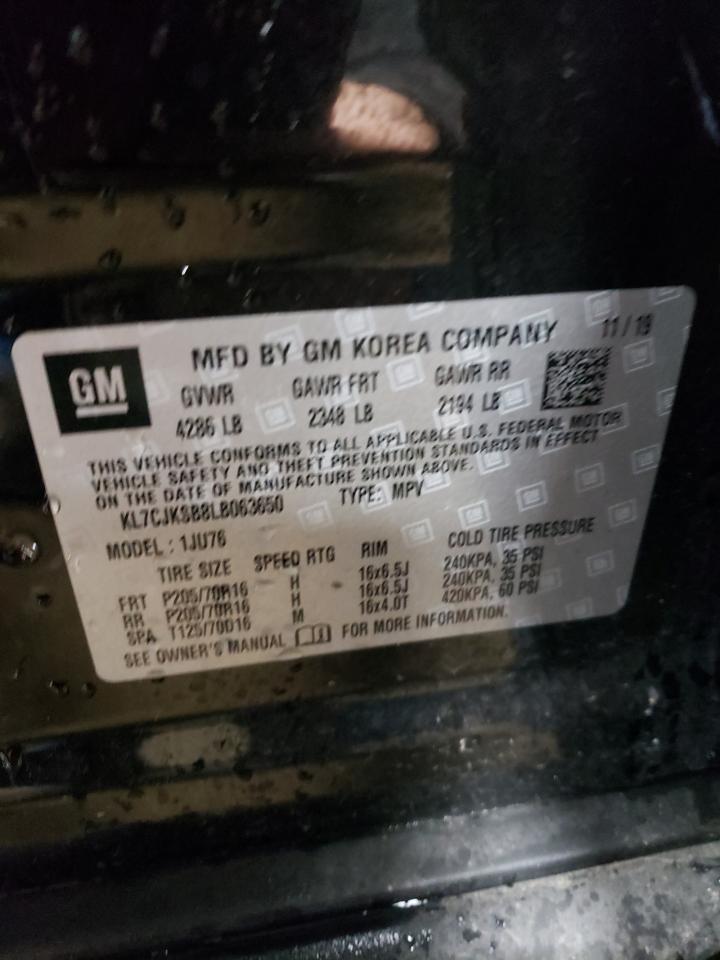 GM
MFD BY GM KOREA COMPANY 11/19
GVWR GAWR FRT GAWR RR
4286 LB 2348 LB 2194 LB
THIS VEHICLE CONFORMS TO ALL APPLICABLE U.S. FEDERAL MOTOR
VEHICLE SAFETY AND THEFT PREVENTION STANDARDS IN EFFECT
ON THE DATE OF MANUFACTURE SHOWN ABOVE.
KL7CJKSB8LB063650 TYPE: MPV
MODEL : 1JU76
TIRE SIZE SPEED RTG RIM COLD TIRE PRESSURE
FRT P205/70R16 H 16x6.5J 240KPA, 35 PSI
RR P205/70R16 H 16x6.5J 240KPA, 35 PSI
SPA T125/70D16 M 16x4.0T 420KPA, 60 PSI
SEE OWNER'S MANUAL FOR MORE INFORMATION.